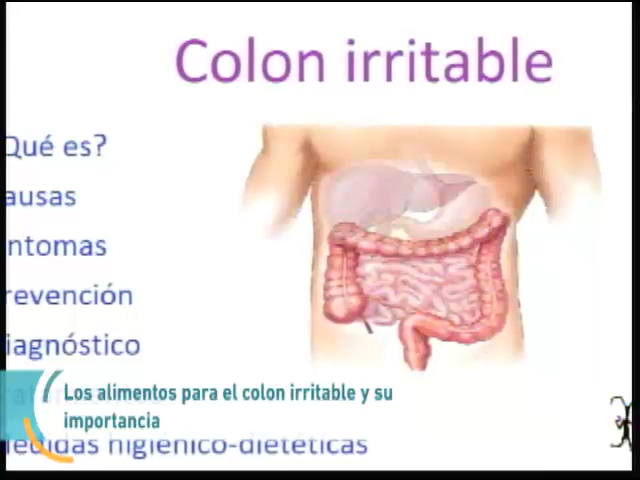 Colon irritable
Qué es?
ausas
ntomas
revención
iagnóstico
Los alimentos para el colon irritable y su
importancia
edidas higiénico-dietéticas